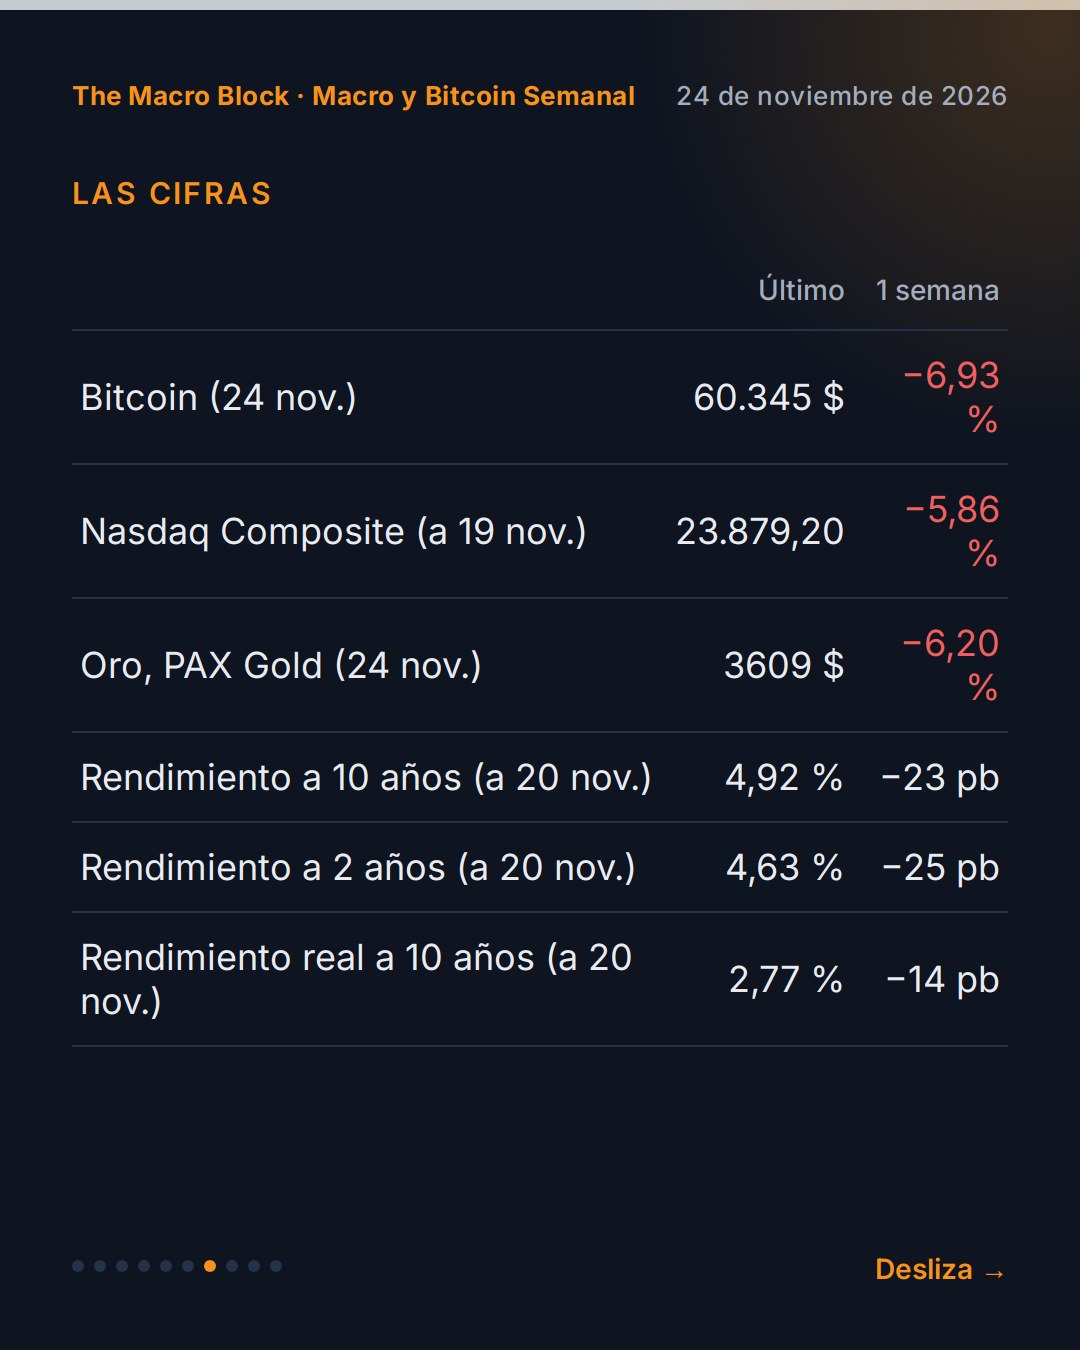 The Macro Block · Macro y Bitcoin Semanal 24 de noviembre de 2026
LAS CIFRAS
Último 1 semana
Bitcoin (24 nov.) 60.345 $ −6,93 %
Nasdaq Composite (a 19 nov.) 23.879,20 −5,86 %
Oro, PAX Gold (24 nov.) 3609 $ −6,20 %
Rendimiento a 10 años (a 20 nov.) 4,92 % −23 pb
Rendimiento a 2 años (a 20 nov.) 4,63 % −25 pb
Rendimiento real a 10 años (a 20 nov.) 2,77 % −14 pb
Desliza →